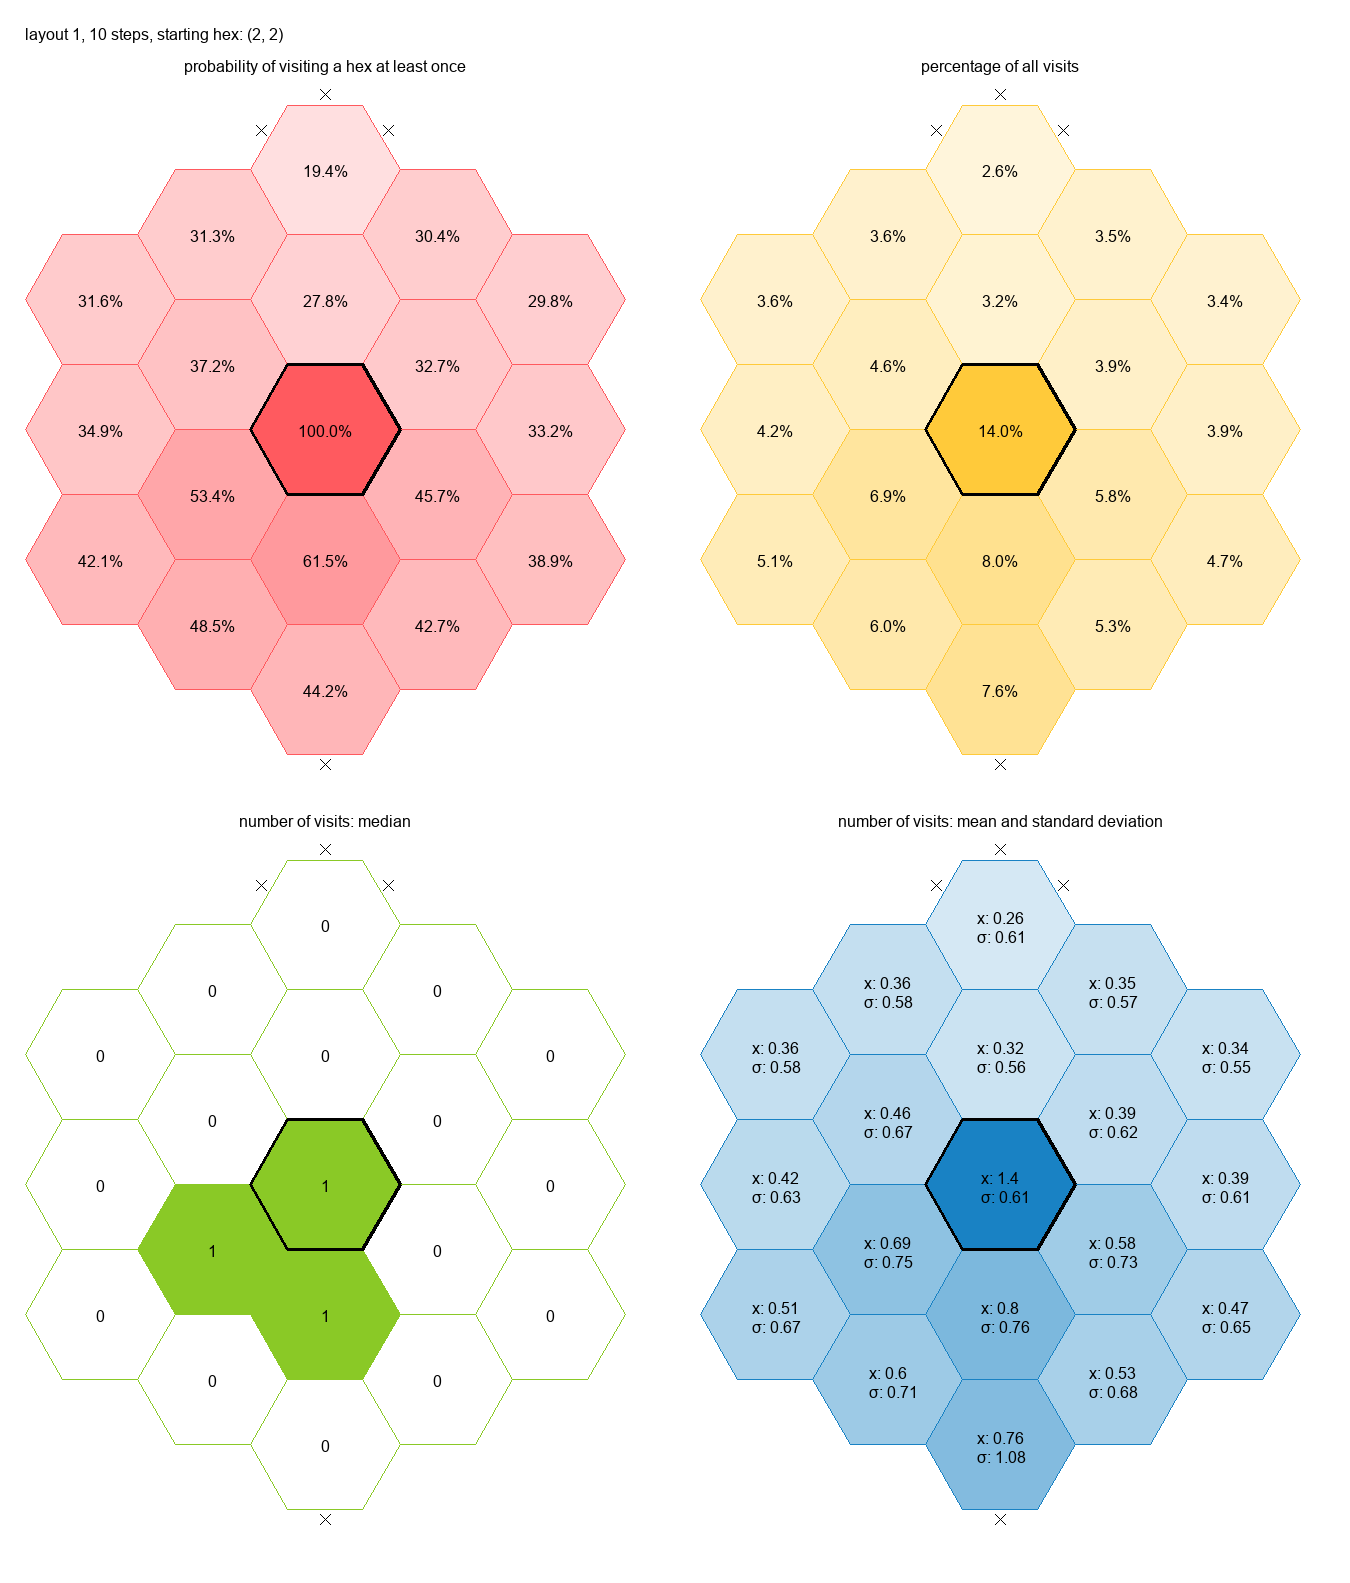 layout 1, 10 steps, starting hex: (2, 2)
probability of visiting a hex at least once
19.4%
31.3%
30.4%
31.6%
27.8%
29.8%
37.2%
32.7%
34.9%
100.0%
33.2%
53.4%
45.7%
42.1%
61.5%
38.9%
48.5%
42.7%
44.2%
percentage of all visits
2.6%
3.6%
3.5%
3.6%
3.2%
3.4%
4.6%
3.9%
4.2%
14.0%
3.9%
6.9%
5.8%
5.1%
8.0%
4.7%
6.0%
5.3%
7.6%
number of visits: median
0
0
0
0
0
0
0
0
0
1
0
1
0
0
1
0
0
0
0
number of visits: mean and standard deviation
x: 0.26
σ: 0.61
x: 0.36
σ: 0.58
x: 0.35
σ: 0.57
x: 0.36
σ: 0.58
x: 0.32
σ: 0.56
x: 0.34
σ: 0.55
x: 0.46
σ: 0.67
x: 0.39
σ: 0.62
x: 0.42
σ: 0.63
x: 1.4
σ: 0.61
x: 0.39
σ: 0.61
x: 0.69
σ: 0.75
x: 0.58
σ: 0.73
x: 0.51
σ: 0.67
x: 0.8
σ: 0.76
x: 0.47
σ: 0.65
x: 0.6
σ: 0.71
x: 0.53
σ: 0.68
x: 0.76
σ: 1.08